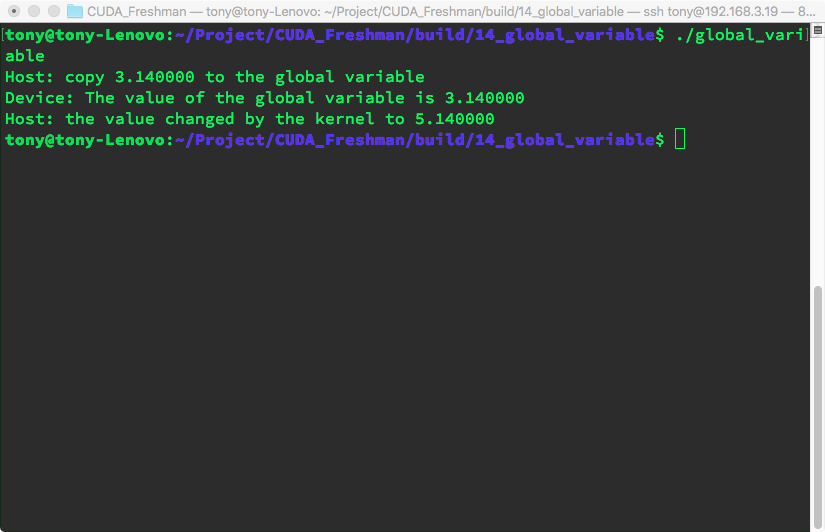 CUDA_Freshman — tony@tony-Lenovo: ~/Project/CUDA_Freshman/build/14_global_variable — ssh tony@192.168.3.19 — 8...
tony@tony-Lenovo:~/Project/CUDA_Freshman/build/14_global_variable$ ./global_vari
able
Host: copy 3.140000 to the global variable
Device: The value of the global variable is 3.140000
Host: the value changed by the kernel to 5.140000
tony@tony-Lenovo:~/Project/CUDA_Freshman/build/14_global_variable$